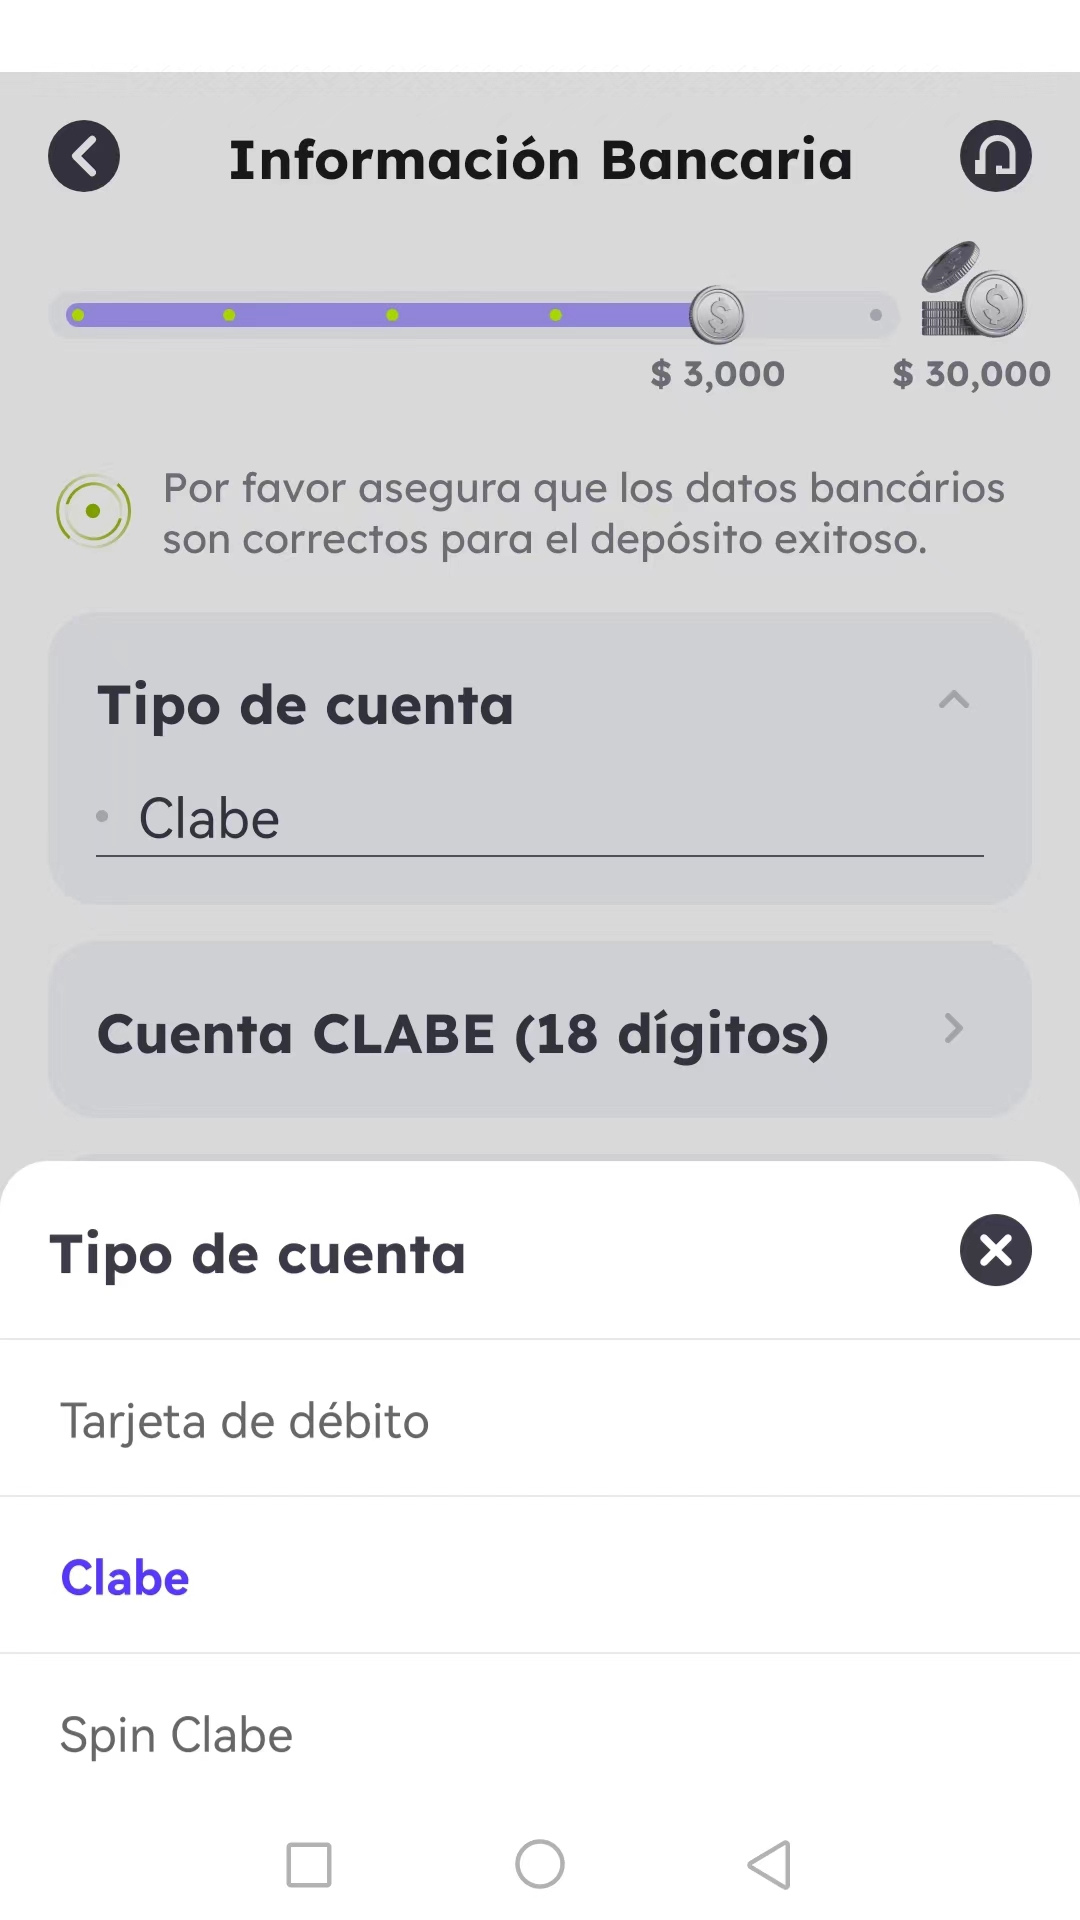 Información Bancaria
$ 3,000
$ 30,000
Por favor asegura que los datos bancários
son correctos para el depósito exitoso.
Tipo de cuenta
Clabe
Cuenta CLABE (18 dígitos)
Tipo de cuenta
Tarjeta de débito
Clabe
Spin Clabe